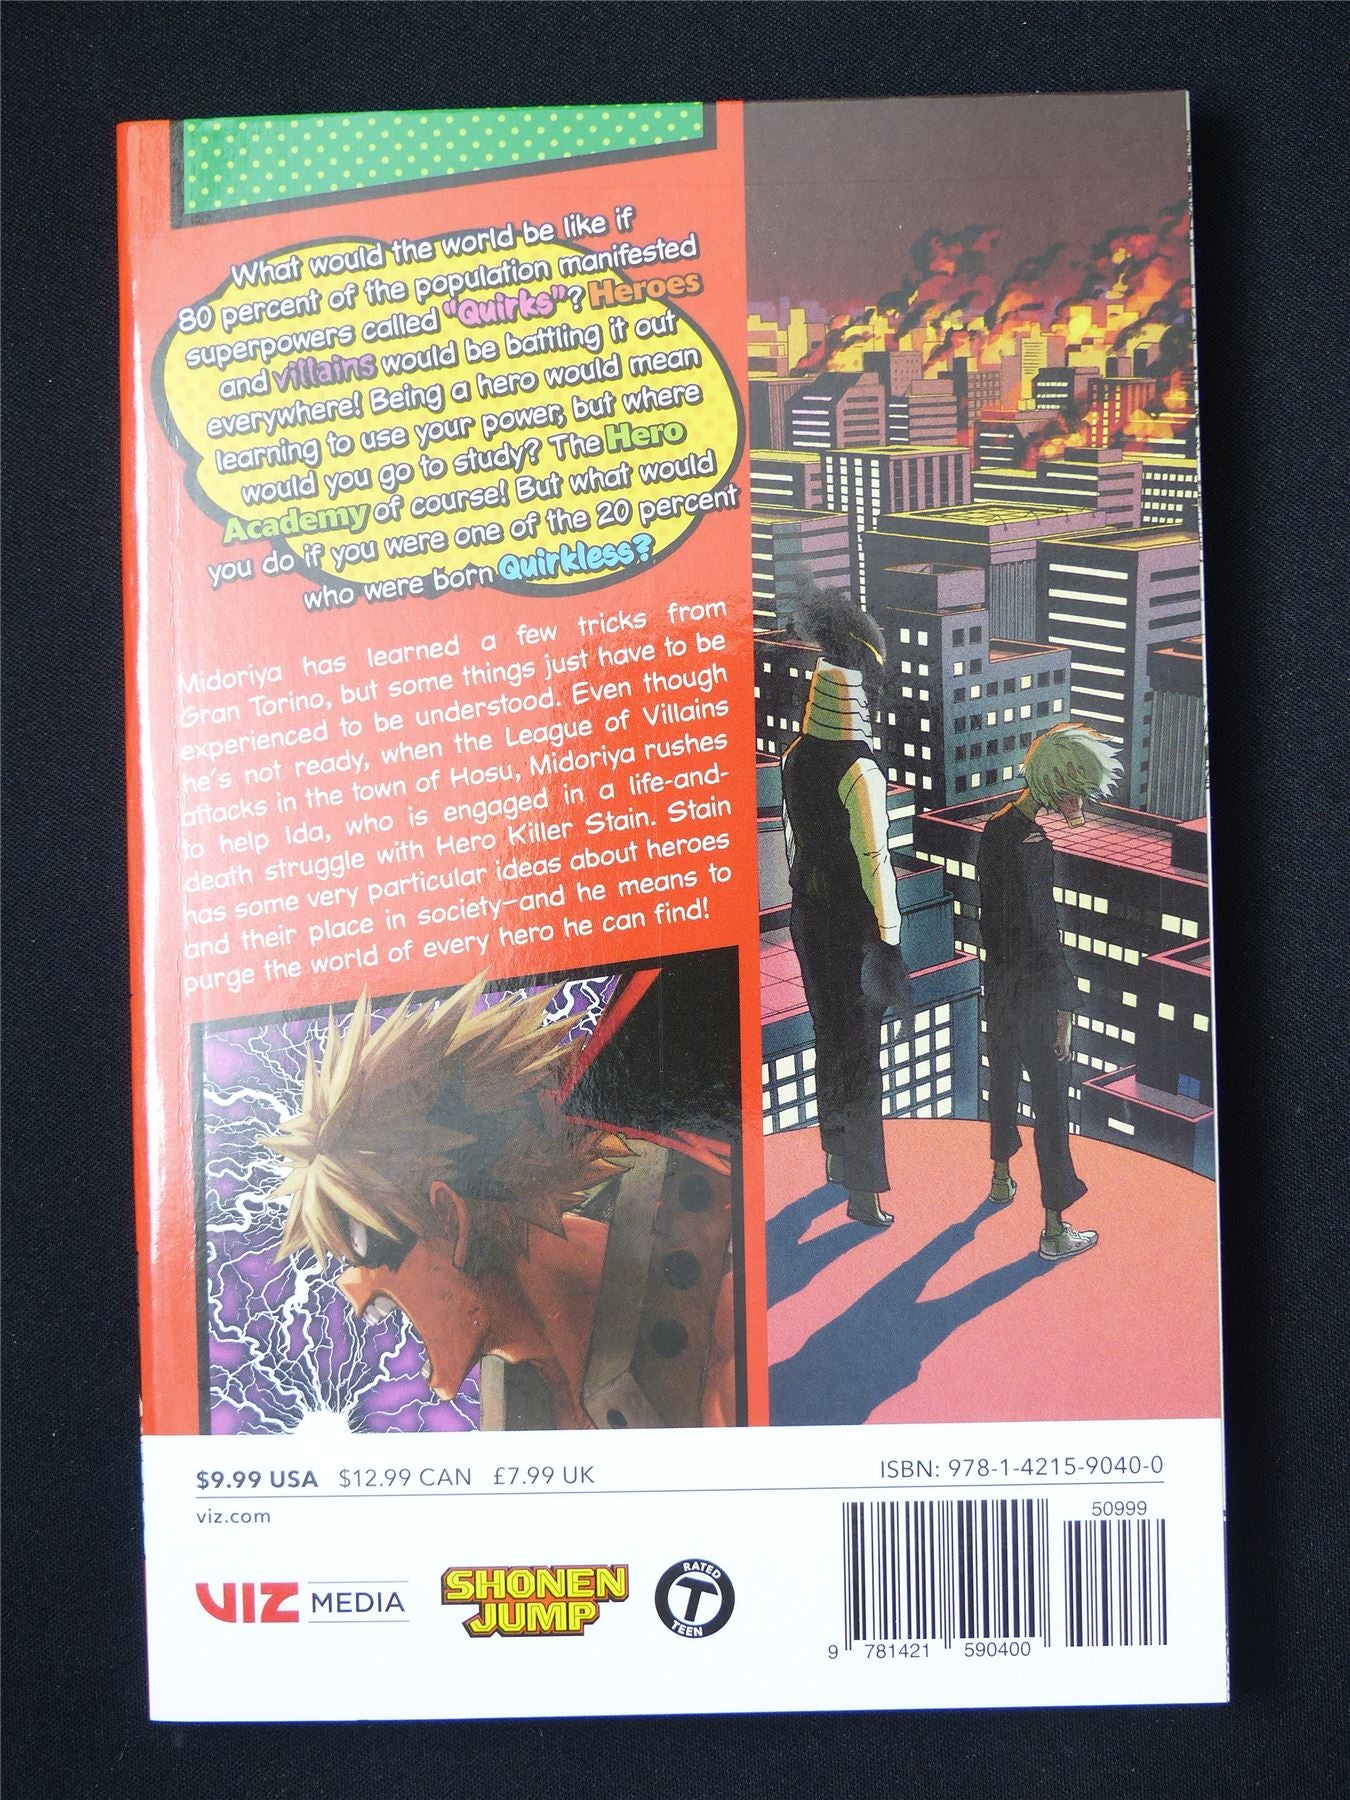 What would the world be like if
80 percent of the population manifested
superpowers called "Quirks"? Heroes
and villains would be battling it out
everywhere! Being a hero would mean
learning to use your power, but where
would you go to study? The Hero
Academy of course! But what would
you do if you were one of the 20 percent
who were born Quirkless?
Midoriya has learned a few tricks from
Gran Torino, but some things just have to be
experienced to be understood. Even though
he's not ready, when the League of Villains
attacks in the town of Hosu, Midoriya rushes
to help Ida, who is engaged in a life-and-
death struggle with Hero Killer Stain. Stain
has some very particular ideas about heroes
and their place in society—and he means to
purge the world of every hero he can find!
$9.99 USA $12.99 CAN £7.99 UK
ISBN: 978-1-4215-9040-0
viz.com
50999
VIZ MEDIA
SHONEN
JUMP
RATED
T
TEEN
9 781421 590400